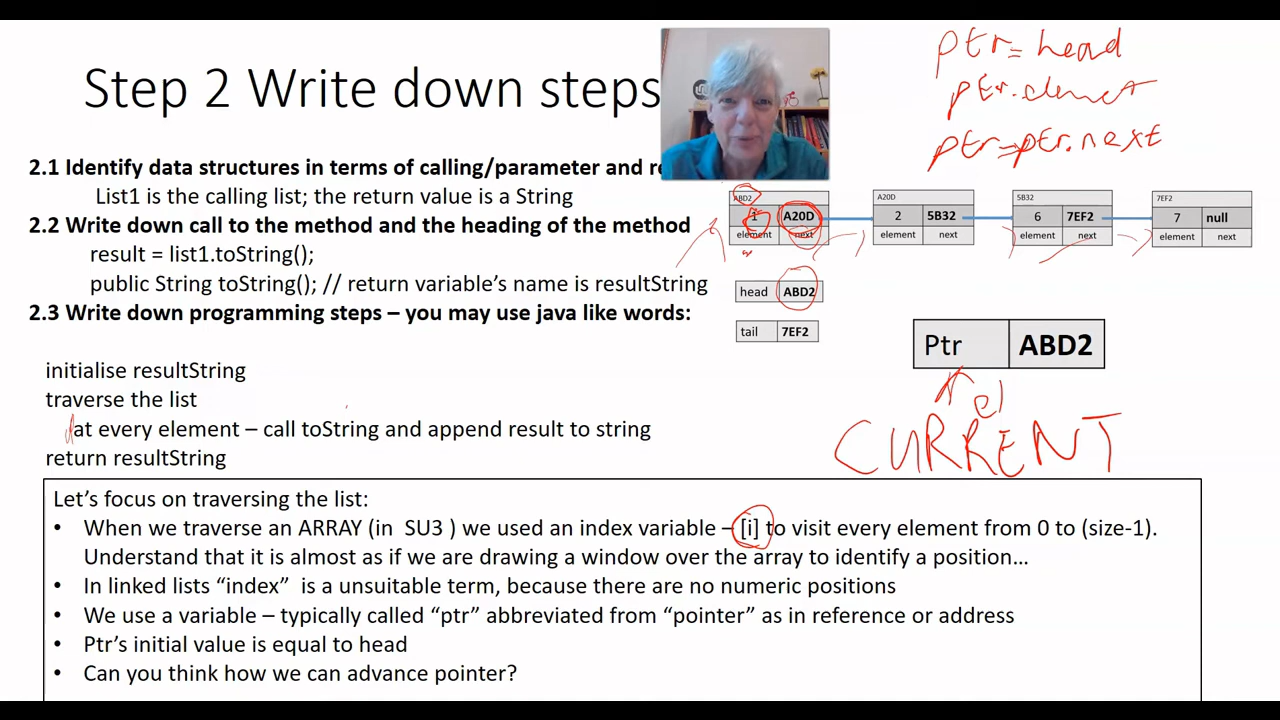 Step 2 Write down steps
ptr = head
ptr.element
ptr = ptr.next
2.1 Identify data structures in terms of calling/parameter and re
List1 is the calling list; the return value is a String
2.2 Write down call to the method and the heading of the method
result = list1.toString();
public String toString(); // return variable's name is resultString
2.3 Write down programming steps – you may use java like words:
initialise resultString
traverse the list
at every element – call toString and append result to string
return resultString
ABD2
1 A20D
element next
A20D
2 5B32
element next
5B32
6 7EF2
element next
7EF2
7 null
element next
head ABD2
tail 7EF2
Ptr ABD2
el
CURRENT
Let's focus on traversing the list:
• When we traverse an ARRAY (in SU3 ) we used an index variable – [i] to visit every element from 0 to (size-1).
Understand that it is almost as if we are drawing a window over the array to identify a position…
• In linked lists “index” is a unsuitable term, because there are no numeric positions
• We use a variable – typically called “ptr” abbreviated from “pointer” as in reference or address
• Ptr's initial value is equal to head
• Can you think how we can advance pointer?